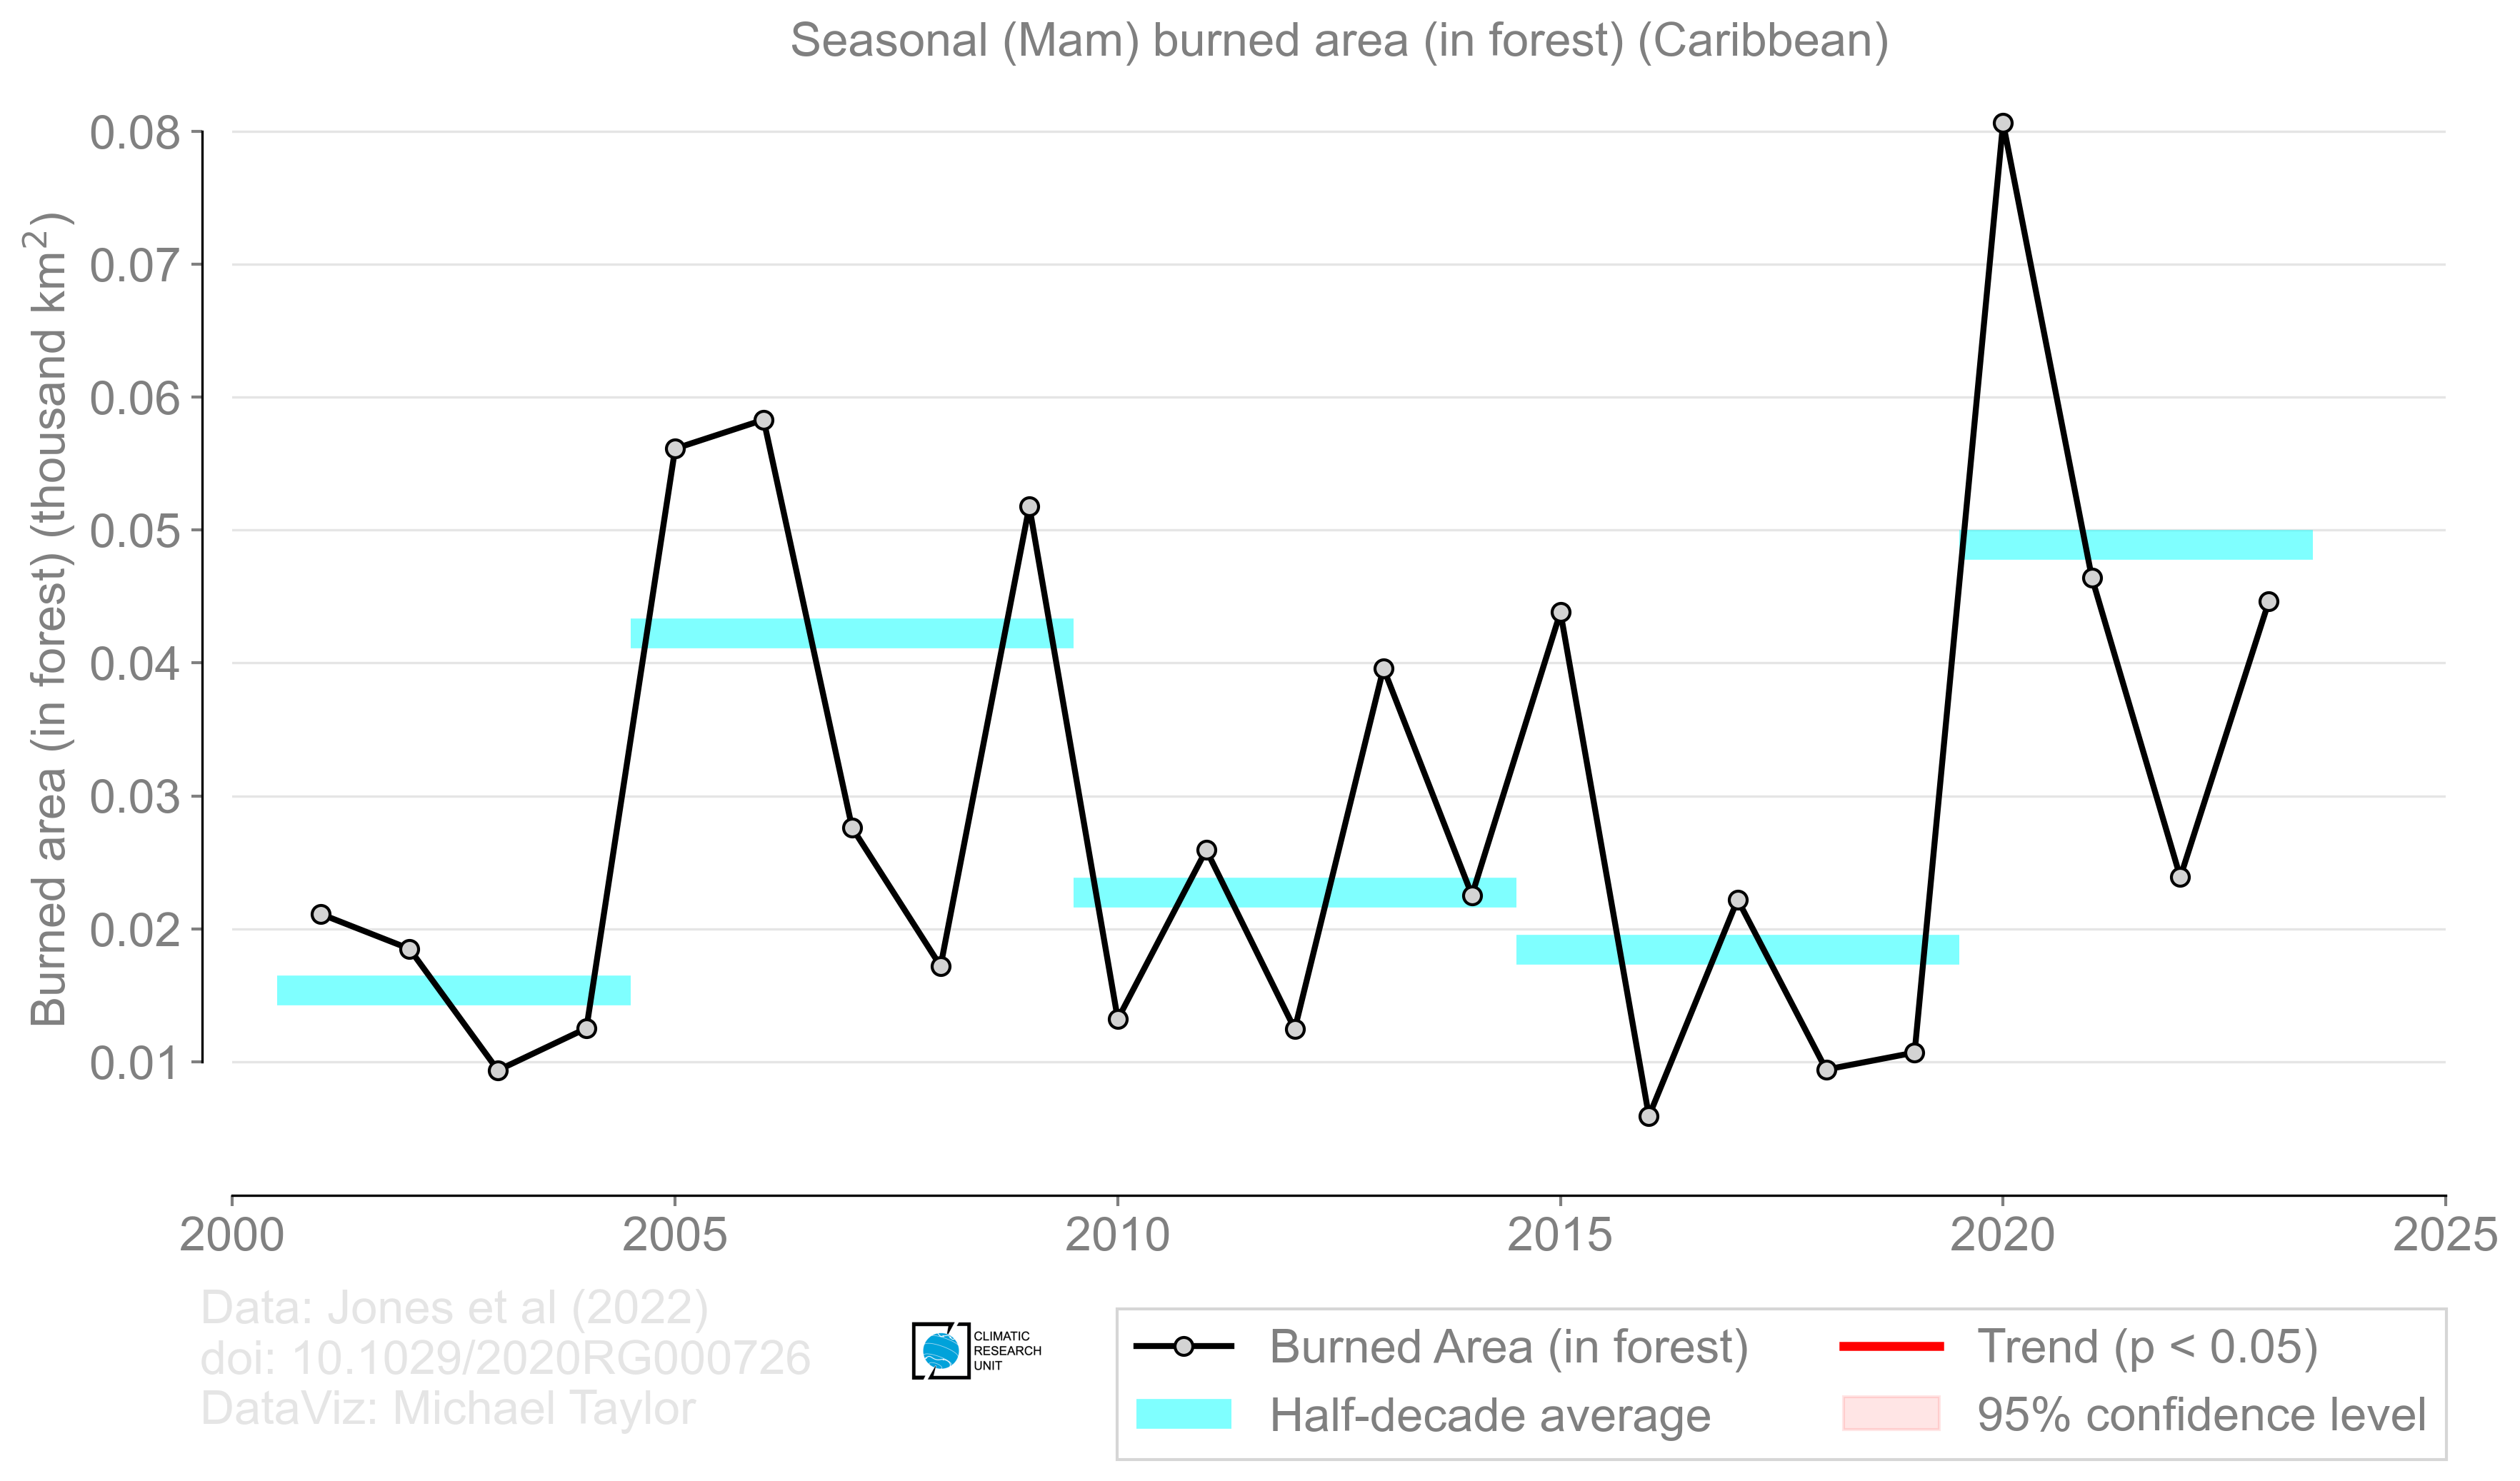 Seasonal (Mam) burned area (in forest) (Caribbean)
Burned area (in forest) (thousand km²)
0.08
0.07
0.06
0.05
0.04
0.03
0.02
0.01
2000
2005
2010
2015
2020
2025
Data: Jones et al (2022)
doi: 10.1029/2020RG000726
DataViz: Michael Taylor
CLIMATIC
RESEARCH
UNIT
Burned Area (in forest)
Half-decade average
Trend (p < 0.05)
95% confidence level